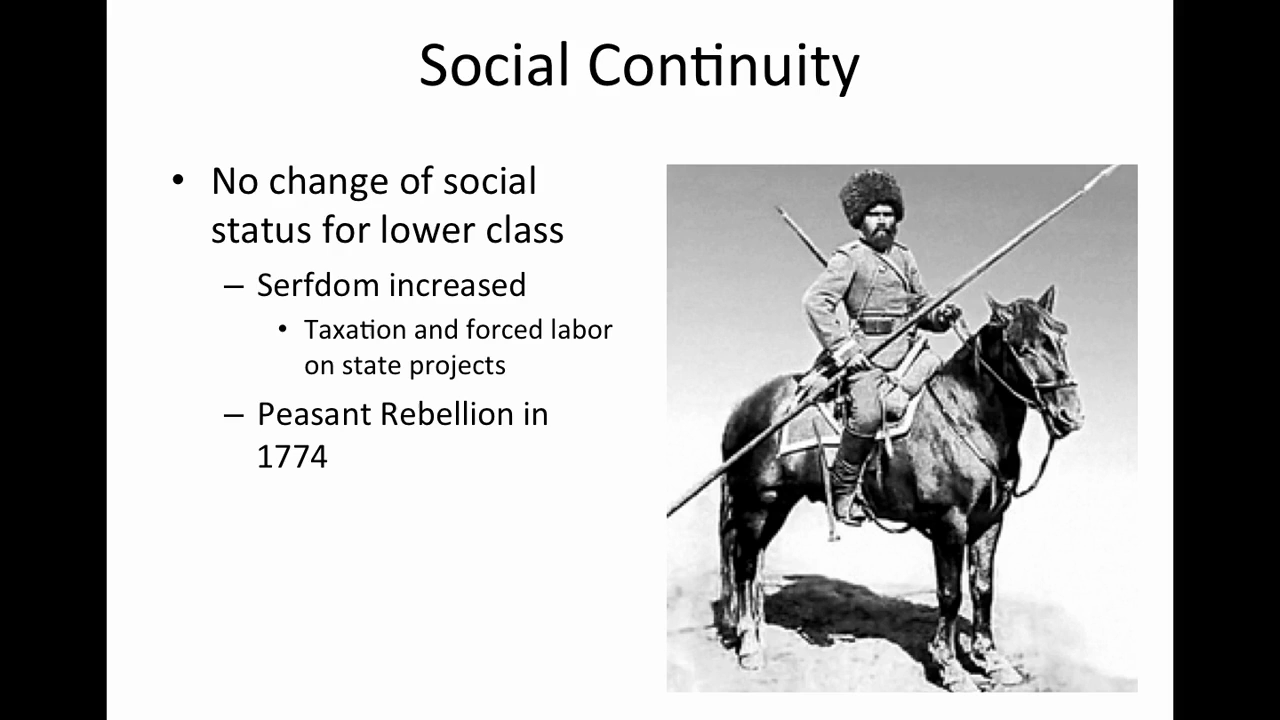 Social Continuity
• No change of social
status for lower class
– Serfdom increased
• Taxation and forced labor
on state projects
– Peasant Rebellion in
1774